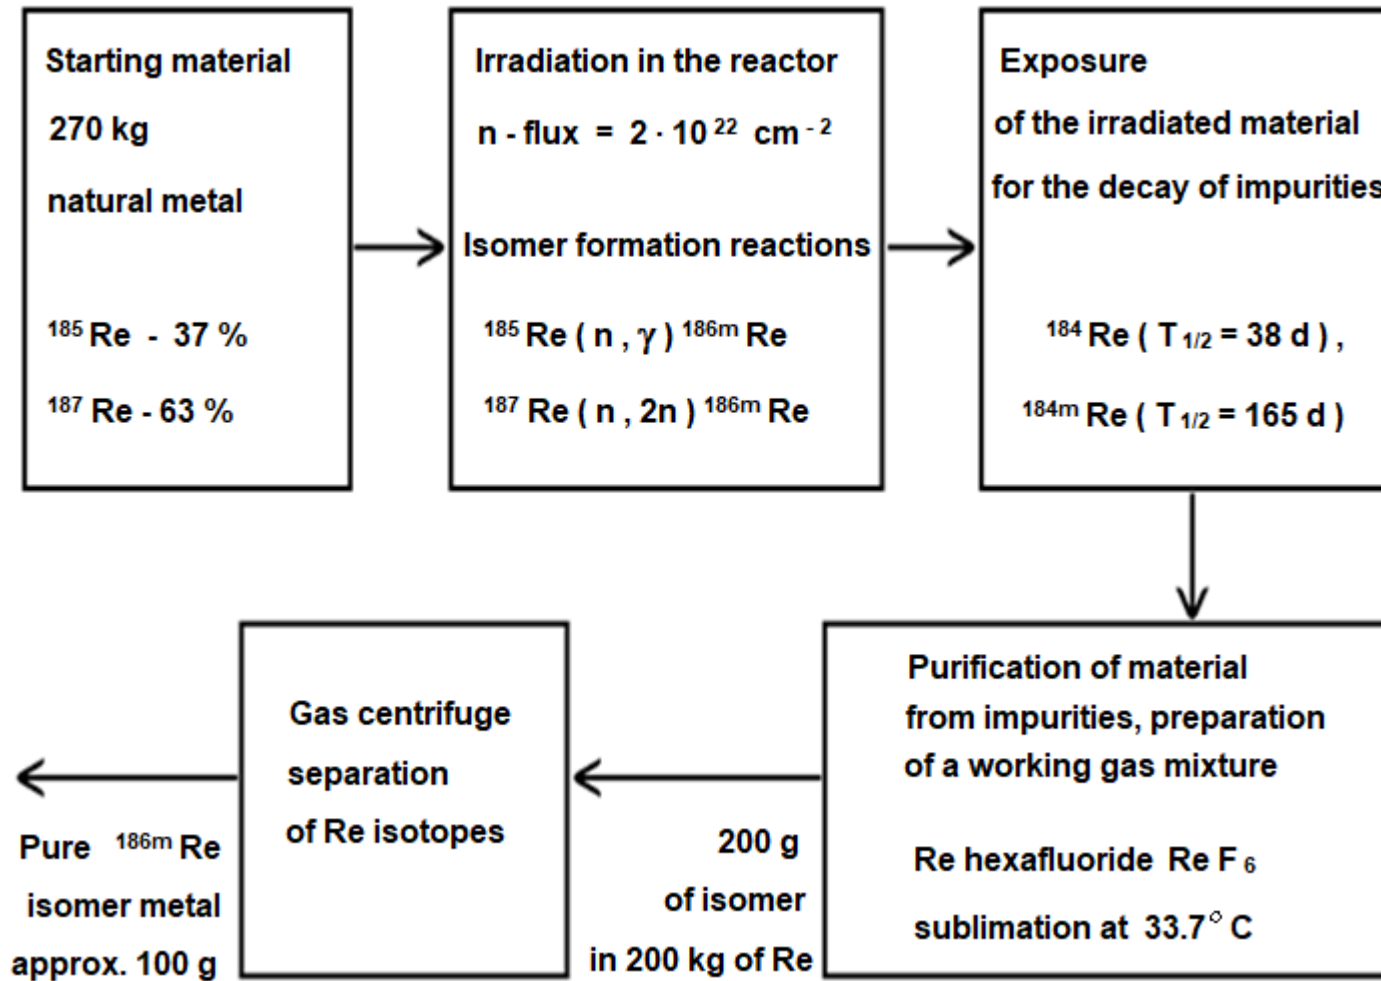 Starting material
270 kg
natural metal
¹⁸⁵ Re - 37 %
¹⁸⁷ Re - 63 %
Irradiation in the reactor
n - flux = 2 · 10 ²² cm ⁻ ²
Isomer formation reactions
¹⁸⁵ Re ( n , γ ) ¹⁸⁶ᵐ Re
¹⁸⁷ Re ( n , 2n ) ¹⁸⁶ᵐ Re
Exposure
of the irradiated material
for the decay of impurities
¹⁸⁴ Re ( T ₁/₂ = 38 d ) ,
¹⁸⁴ᵐ Re ( T ₁/₂ = 165 d )
Purification of material
from impurities, preparation
of a working gas mixture
Re hexafluoride Re F ₆
sublimation at 33.7° C
200 g
of isomer
in 200 kg of Re
Gas centrifuge
separation
of Re isotopes
Pure ¹⁸⁶ᵐ Re
isomer metal
approx. 100 g